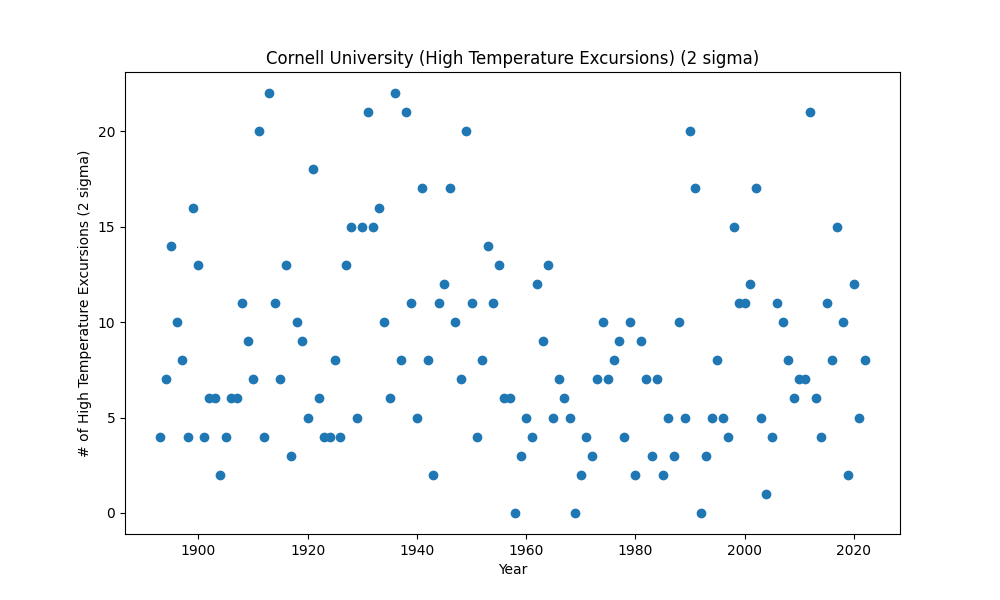 Cornell University (High Temperature Excursions) (2 sigma)
# of High Temperature Excursions (2 sigma)
20
15
10
5
0
1900 1920 1940 1960 1980 2000 2020
Year